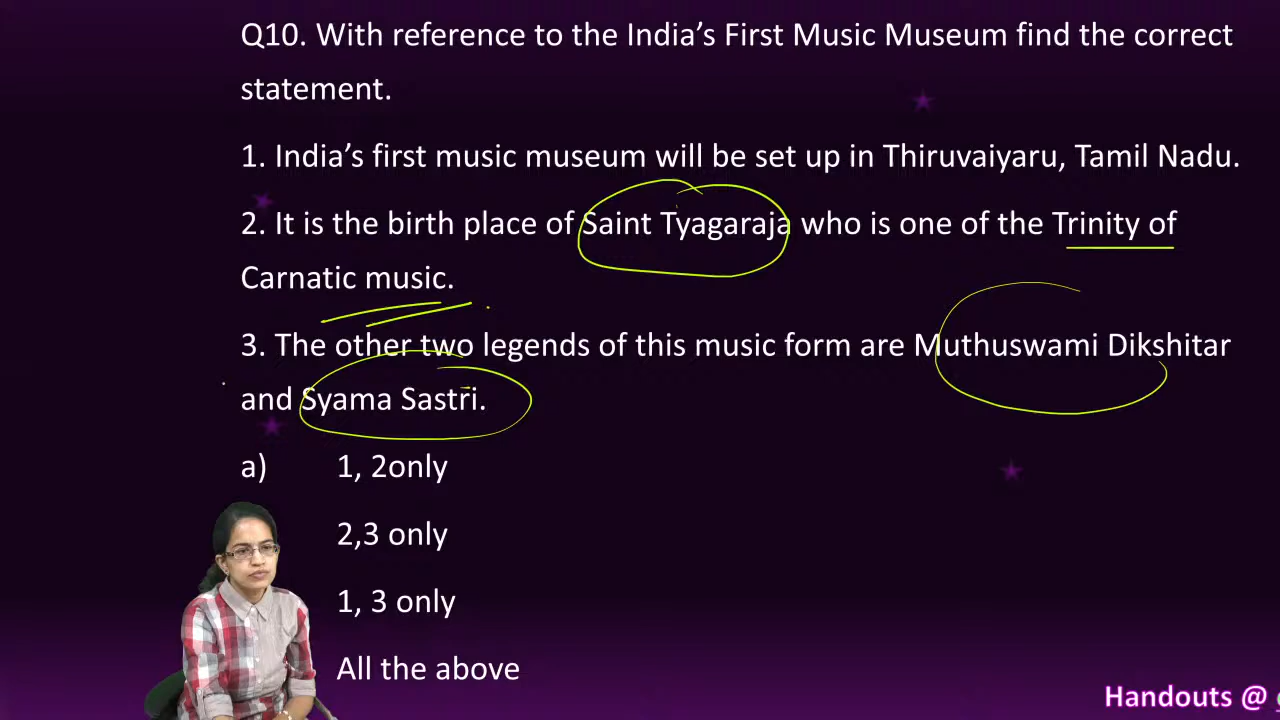 Q10. With reference to the India’s First Music Museum find the correct
statement.
1. India’s first music museum will be set up in Thiruvaiyaru, Tamil Nadu.
2. It is the birth place of Saint Tyagaraja who is one of the Trinity of
Carnatic music.
3. The other two legends of this music form are Muthuswami Dikshitar
and Syama Sastri.
a) 1, 2only
2,3 only
1, 3 only
All the above
Handouts @